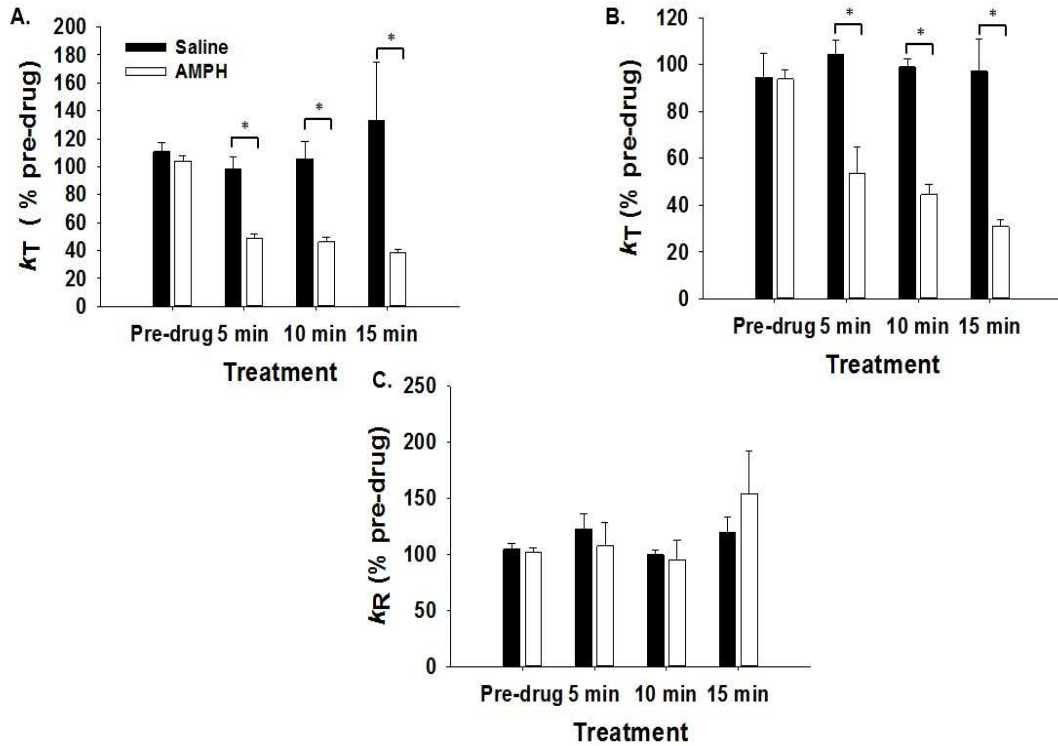 A.
200
180
160
140
120
100
80
60
40
20
0
kT ( % pre-drug)
Saline
AMPH
*
*
*
Pre-drug 5 min 10 min 15 min
Treatment
B.
120
100
80
60
40
20
0
kT (% pre-drug)
*
*
*
Pre-drug 5 min 10 min 15 min
Treatment
C.
250
200
150
100
50
0
kR (% pre-drug)
Pre-drug 5 min 10 min 15 min
Treatment